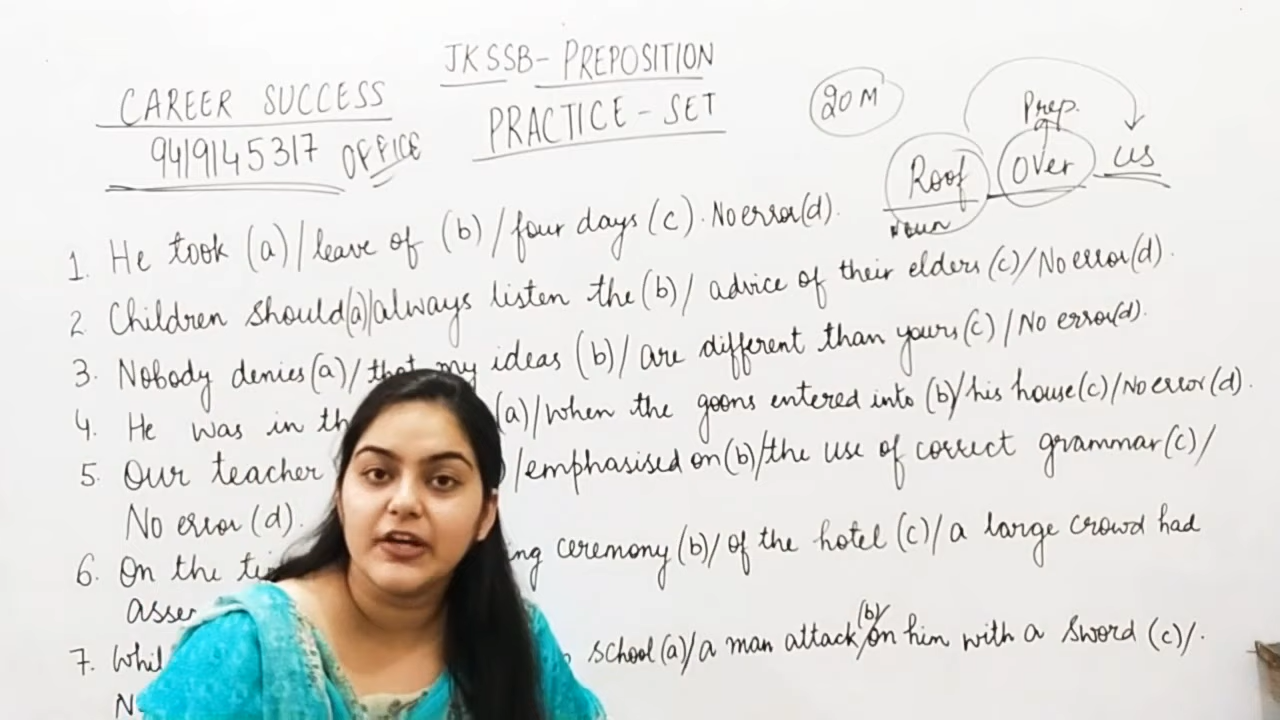 JKSSB- PREPOSITION
PRACTICE - SET
CAREER SUCCESS
9419145317 OFFICE
20M
Prep.
Roof Over us
Noun
1. He took (a)/leave of (b)/four days (c). No error(d).
2. Children should(a)/always listen the (b)/ advice of their elders (c)/No error(d).
3. Nobody denies(a)/that my ideas (b)/ are different than yours(c)/No error(d).
4. He was in (a)/when the goons entered into (b)/his house(c)/No error(d).
5. Our teacher /emphasised on(b)/the use of correct grammar(c)/
No error (d).
6. On the ceremony (b)/of the hotel (c)/a large crowd had
7. school (a)/a man attack (b)/ on him with a sword (c)/.